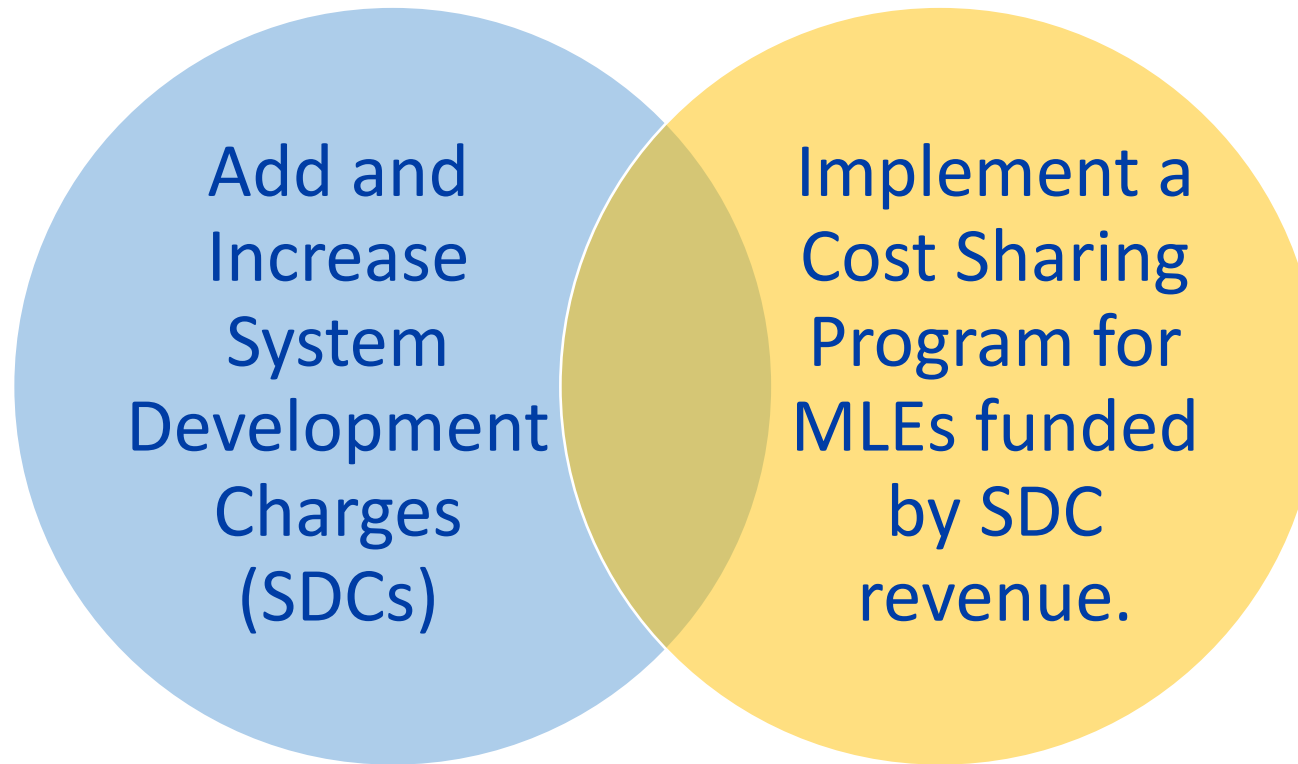 Add and
Increase
System
Development
Charges
(SDCs)
Implement a
Cost Sharing
Program for
MLEs funded
by SDC
revenue.